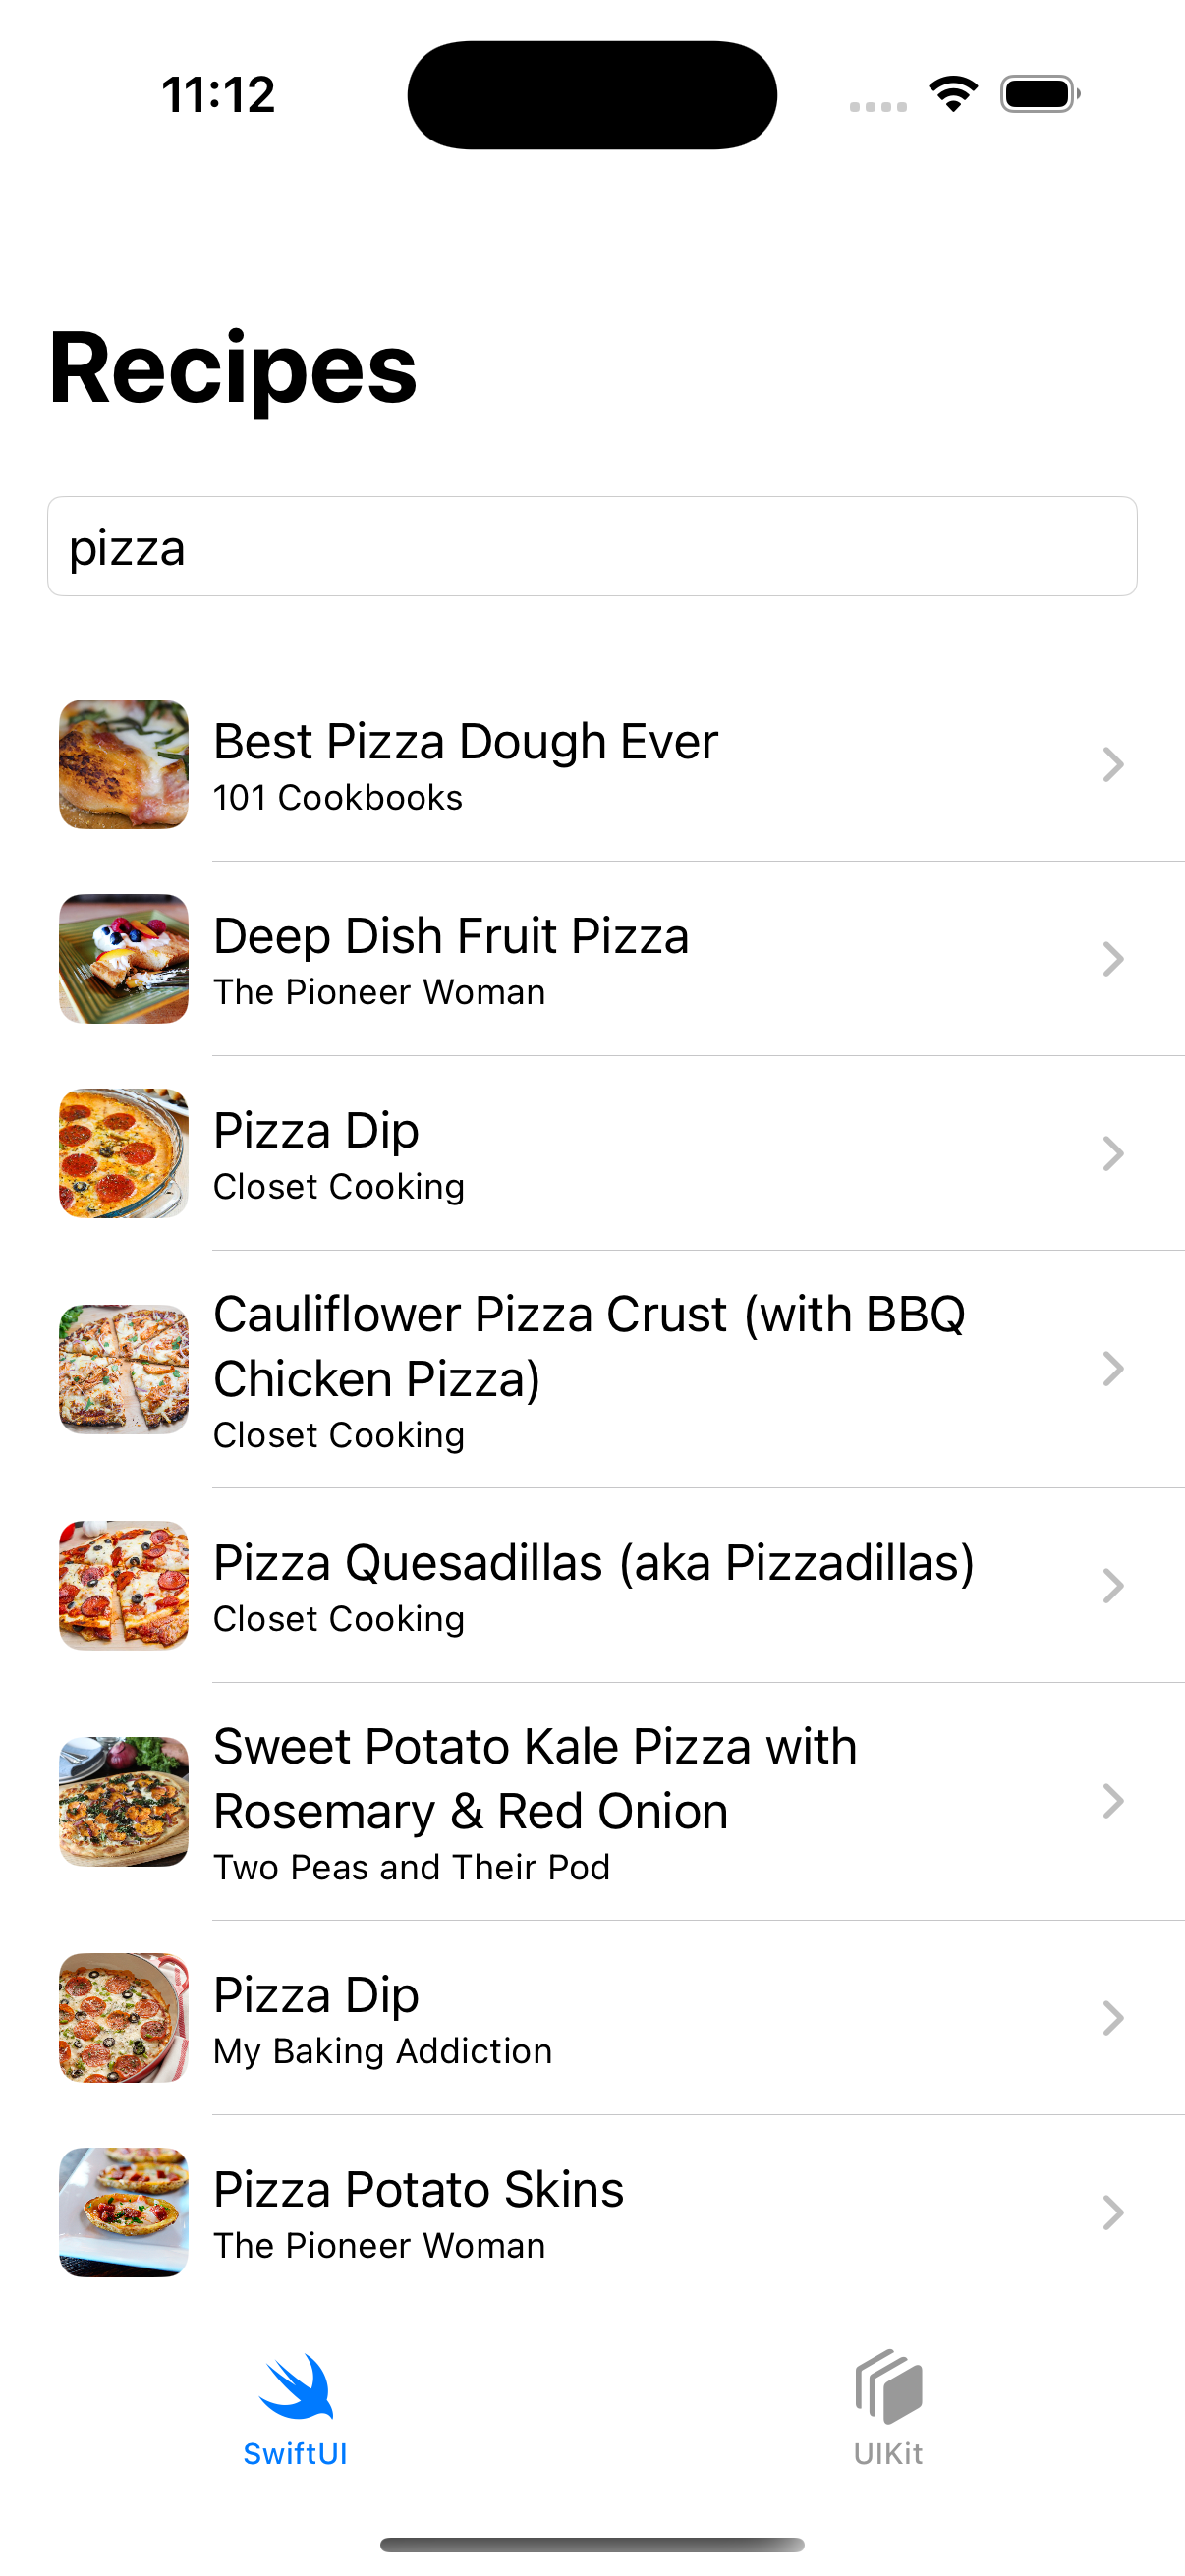 11:12
Recipes
pizza
Best Pizza Dough Ever
101 Cookbooks
Deep Dish Fruit Pizza
The Pioneer Woman
Pizza Dip
Closet Cooking
Cauliflower Pizza Crust (with BBQ
Chicken Pizza)
Closet Cooking
Pizza Quesadillas (aka Pizzadillas)
Closet Cooking
Sweet Potato Kale Pizza with
Rosemary & Red Onion
Two Peas and Their Pod
Pizza Dip
My Baking Addiction
Pizza Potato Skins
The Pioneer Woman
SwiftUI
UIKit